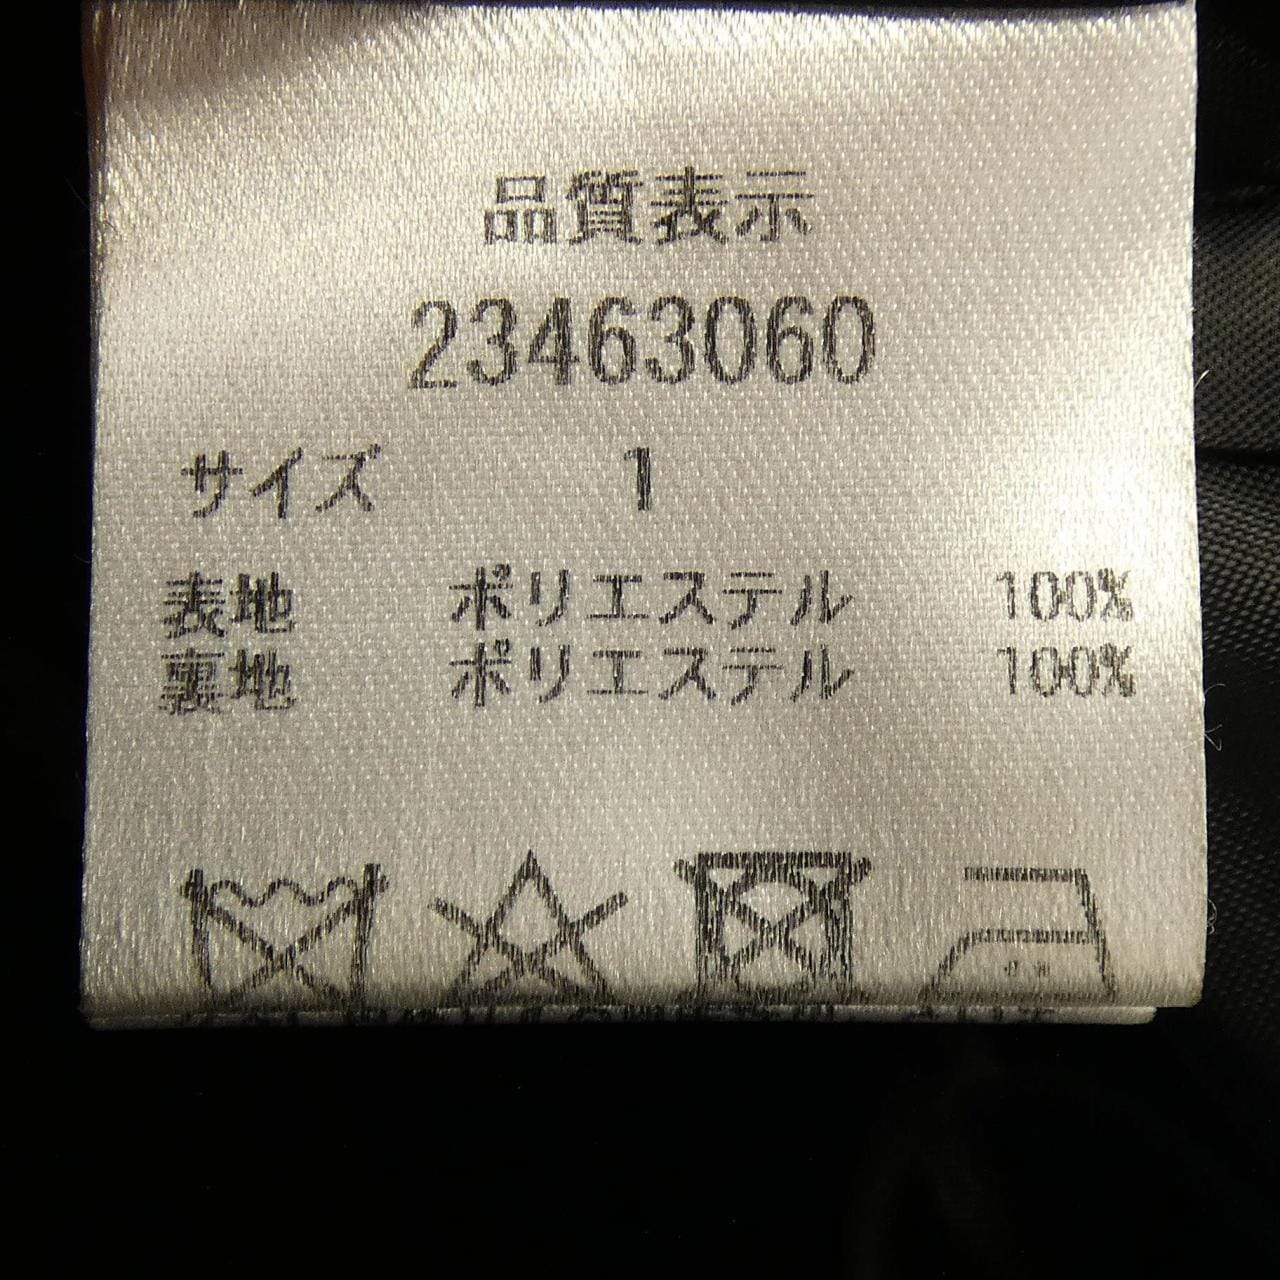 品質表示
23463060
サイズ 1
表地 ポリエステル 100%
裏地 ポリエステル 100%